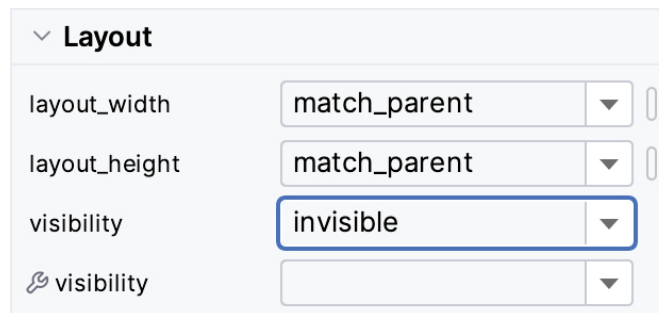 Layout
layout_width match_parent
layout_height match_parent
visibility invisible
visibility